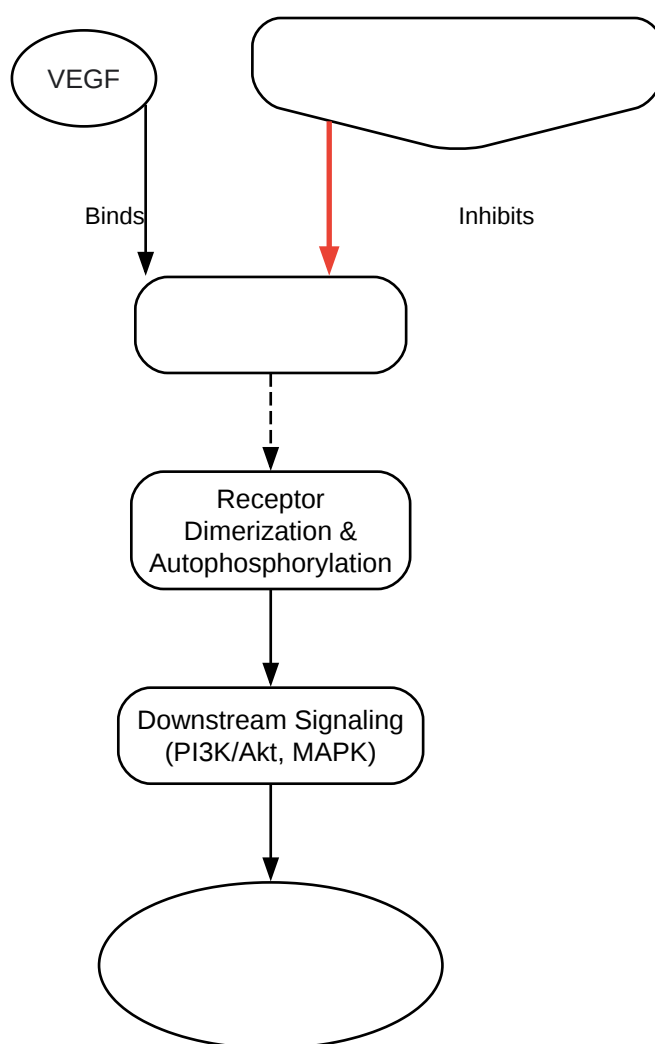 VEGF
Binds
Inhibits
Receptor
Dimerization &
Autophosphorylation
Downstream Signaling
(PI3K/Akt, MAPK)